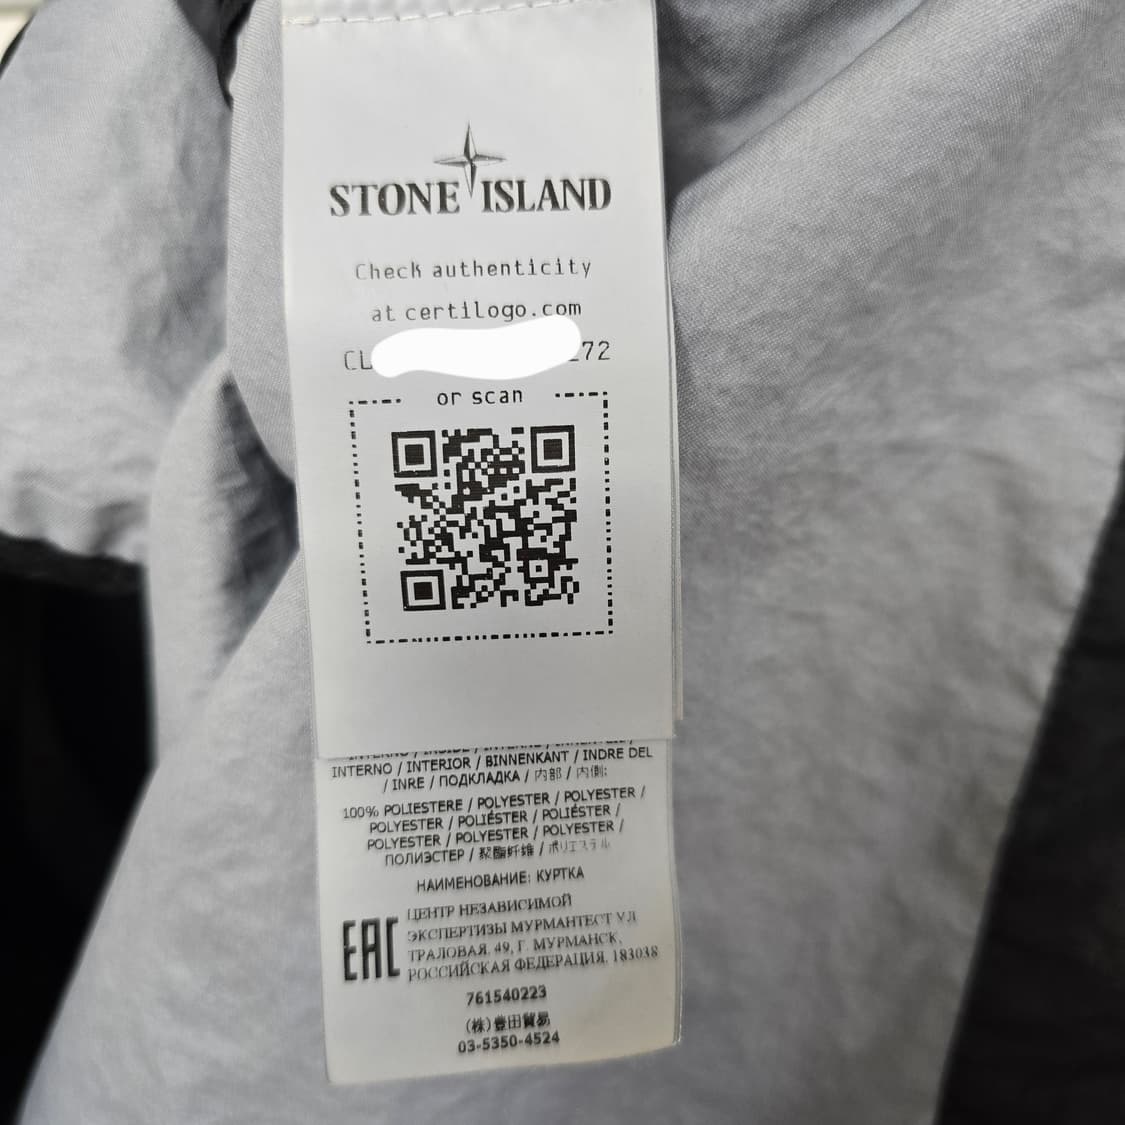 STONE ISLAND
Check authenticity
at certilogo.com
CL 72
or scan
INTERNO / INTERIOR / BINNENKANT / INDRE DEL
/ INRE / ПОДКЛАДКА / 内部 / 内側:
100% POLIESTERE / POLYESTER / POLYESTER /
POLYESTER / POLIÉSTER / POLIÉSTER /
POLYESTER / POLYESTER / POLYESTER /
ПОЛИЭСТЕР / 聚酯纤维 / ポリエステル
НАИМЕНОВАНИЕ: КУРТКА
EAC
ЦЕНТР НЕЗАВИСИМОЙ
ЭКСПЕРТИЗЫ МУРМАНТЕСТ УЛ
ТРАЛОВАЯ. 49, Г. МУРМАНСК,
РОССИЙСКАЯ ФЕДЕРАЦИЯ, 183038
761540223
(株)豊田貿易
03-5350-4524